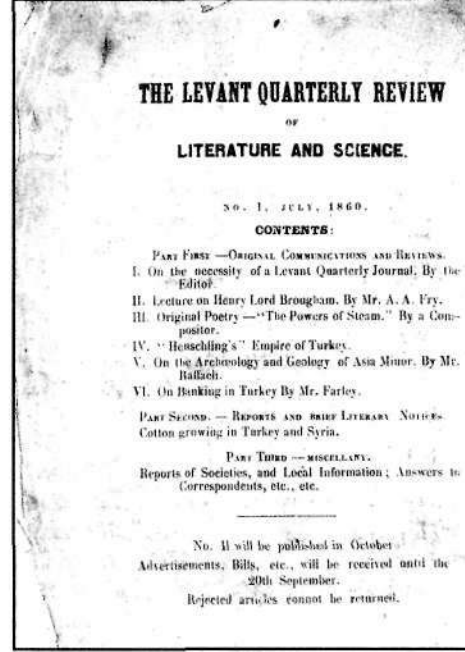 THE LEVANT QUARTERLY REVIEW
OF
LITERATURE AND SCIENCE.
NO. I, JULY, 1860.
CONTENTS:
PART FIRST —ORIGINAL COMMUNICATIONS AND REVIEWS.
I. On the necessity of a Levant Quarterly Journal. By the
Editor.
II. Lecture on Henry Lord Brougham. By Mr. A. A. Fry.
III. Original Poetry —"The Powers of Steam." By a Com-
positor.
IV. "Henschling's" Empire of Turkey.
V. On the Archæology and Geology of Asia Minor. By Mr.
VI. On Banking in Turkey By Mr. Farley.
PART SECOND. — REPORTS AND BRIEF LITERARY NOTICES.
Cotton growing in Turkey and Syria.
PART THIRD — MISCELLANY.
Reports of Societies, and Local Information; Answers to
Correspondents, etc., etc.
No. II will be published in October
Advertisements, Bills, etc., will be received until the
20th September.
Rejected articles connot be returned.